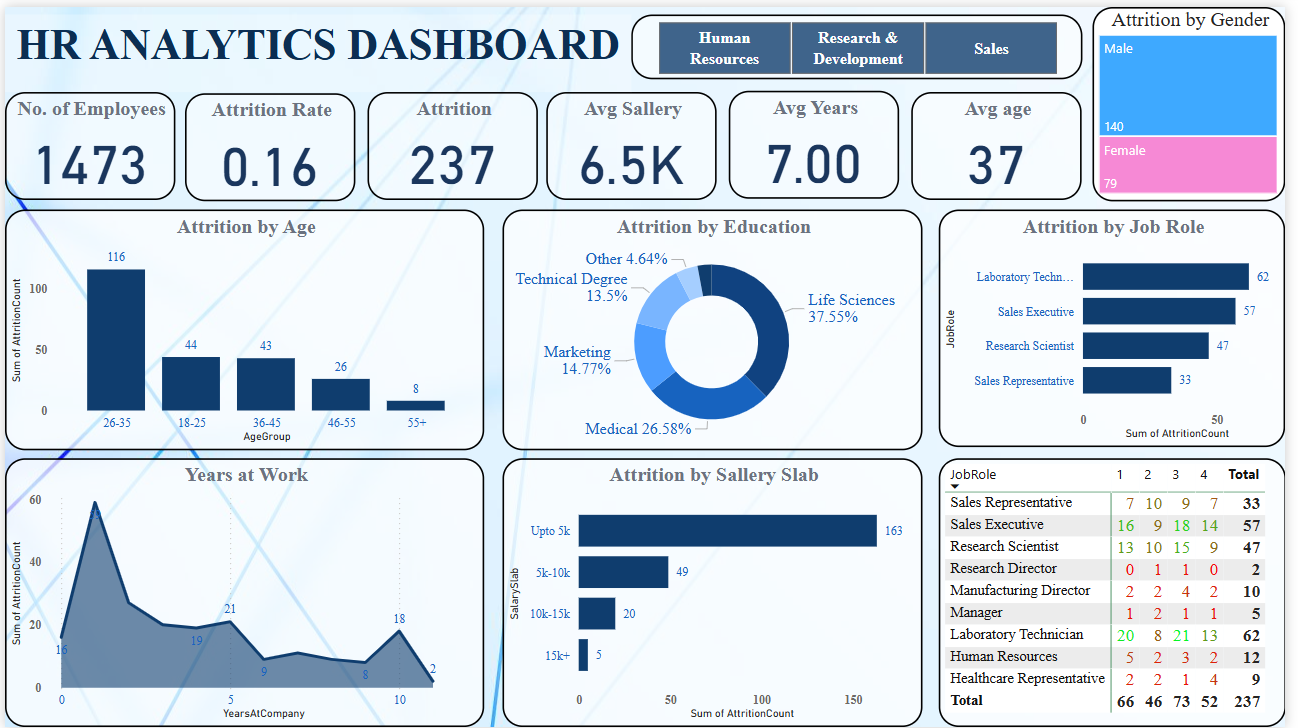 HR ANALYTICS DASHBOARD
Human
Resources
Research &
Development
Sales
Attrition by Gender
Male
140
Female
79
No. of Employees
1473
Attrition Rate
0.16
Attrition
237
Avg Sallery
6.5K
Avg Years
7.00
Avg age
37
Attrition by Age
Sum of AttritionCount
100
50
0
116
44
43
26
8
26-35
18-25
36-45
46-55
55+
AgeGroup
Attrition by Education
Other 4.64%
Technical Degree
13.5%
Marketing
14.77%
Medical 26.58%
Life Sciences
37.55%
Attrition by Job Role
JobRole
Laboratory Techn... 62
Sales Executive 57
Research Scientist 47
Sales Representative 33
0 50
Sum of AttritionCount
Years at Work
Sum of AttritionCount
60
40
20
0
16
19
21
9
8
18
2
0 5 10
YearsAtCompany
Attrition by Sallery Slab
SalarySlab
Upto 5k 163
5k-10k 49
10k-15k 20
15k+ 5
0 50 100 150
Sum of AttritionCount
JobRole 1 2 3 4 Total
Sales Representative 7 10 9 7 33
Sales Executive 16 9 18 14 57
Research Scientist 13 10 15 9 47
Research Director 0 1 1 0 2
Manufacturing Director 2 2 4 2 10
Manager 1 2 1 1 5
Laboratory Technician 20 8 21 13 62
Human Resources 5 2 3 2 12
Healthcare Representative 2 2 1 4 9
Total 66 46 73 52 237